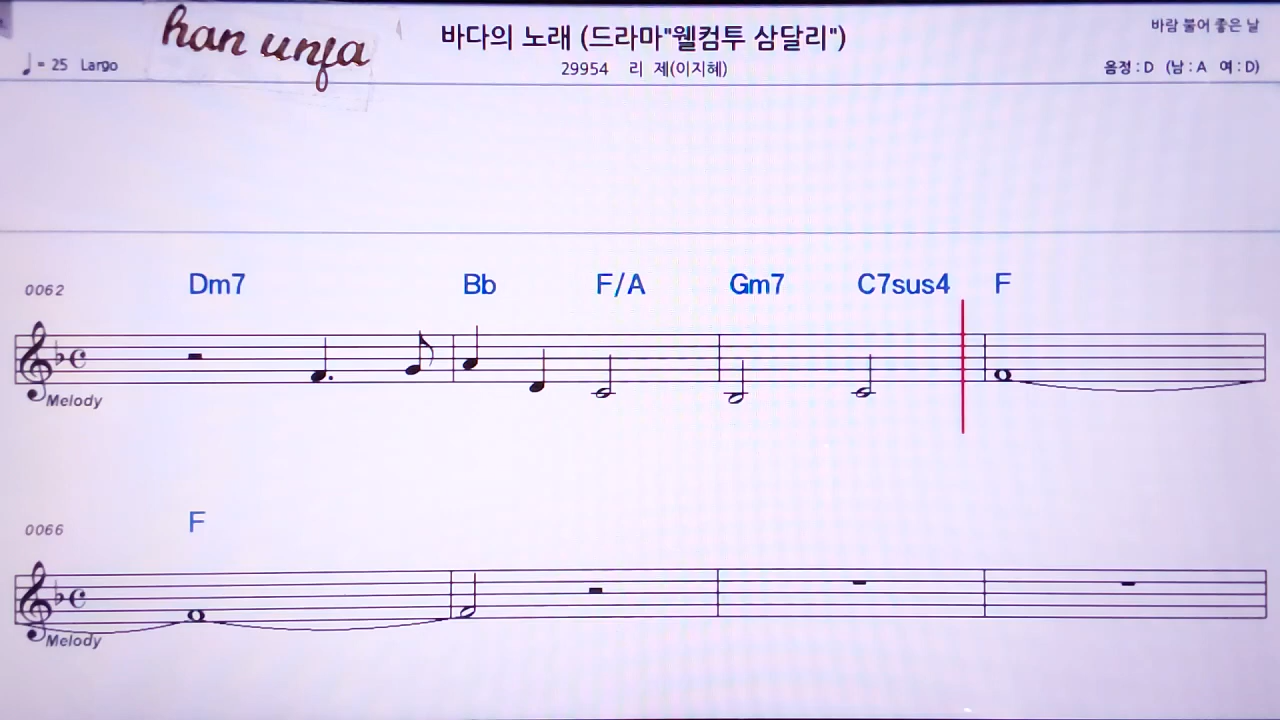 han unfa
바다의 노래 (드라마"웰컴투 삼달리")
바람 불어 좋은 날
♩ = 25 Largo
29954 리 제(이지혜)
음정 : D (남 : A 여 : D)
0062
Dm7 Bb F/A Gm7 C7sus4 F
Melody
0066
F
Melody